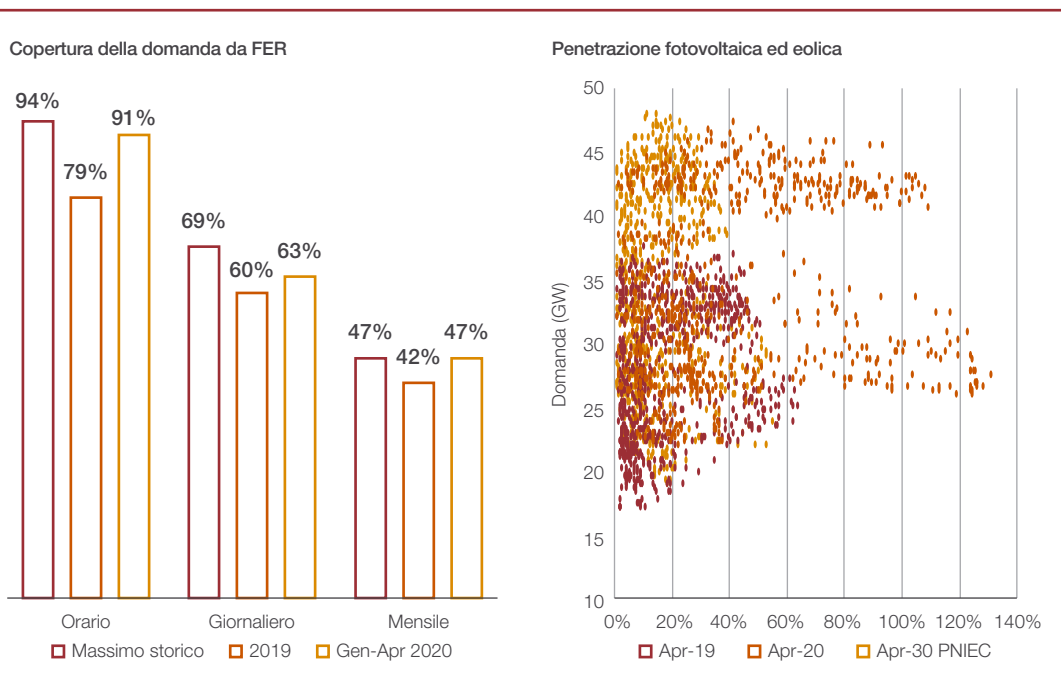 Copertura della domanda da FER
94%
79%
91%
69%
60%
63%
47%
42%
47%
Orario
Giornaliero
Mensile
Massimo storico
2019
Gen-Apr 2020
Penetrazione fotovoltaica ed eolica
Domanda (GW)
50
45
40
35
30
25
20
15
10
0%
20%
40%
60%
80%
100%
120%
140%
Apr-19
Apr-20
Apr-30 PNIEC